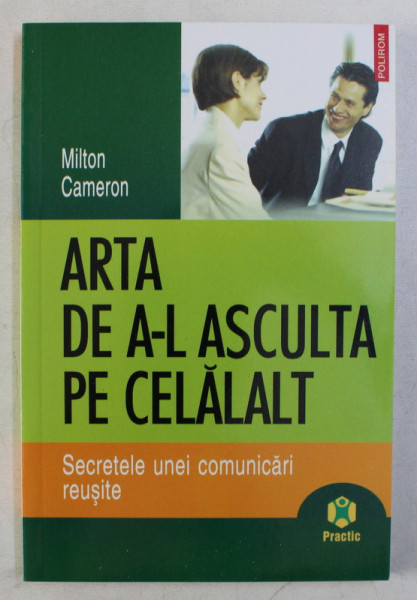 POLIROM
Milton
Cameron
ARTA
DE A-L ASCULTA
PE CELĂLALT
Secretele unei comunicări
reușite
Practic